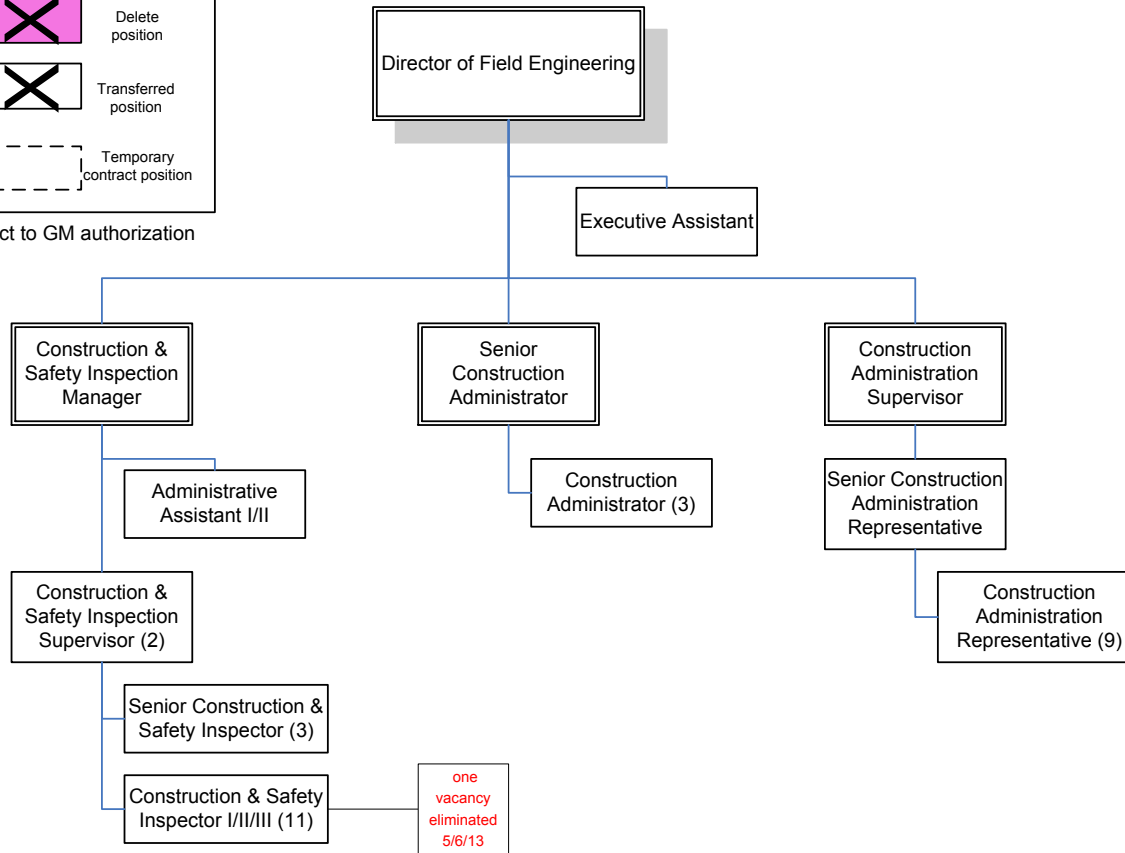 Delete
position
Transferred
position
Temporary
contract position
to GM authorization
Director of Field Engineering
Executive Assistant
Construction &
Safety Inspection
Manager
Senior
Construction
Administrator
Construction
Administration
Supervisor
Administrative
Assistant I/II
Construction
Administrator (3)
Senior Construction
Administration
Representative
Construction &
Safety Inspection
Supervisor (2)
Construction
Administration
Representative (9)
Senior Construction &
Safety Inspector (3)
Construction & Safety
Inspector I/II/III (11)
one
vacancy
eliminated
5/6/13